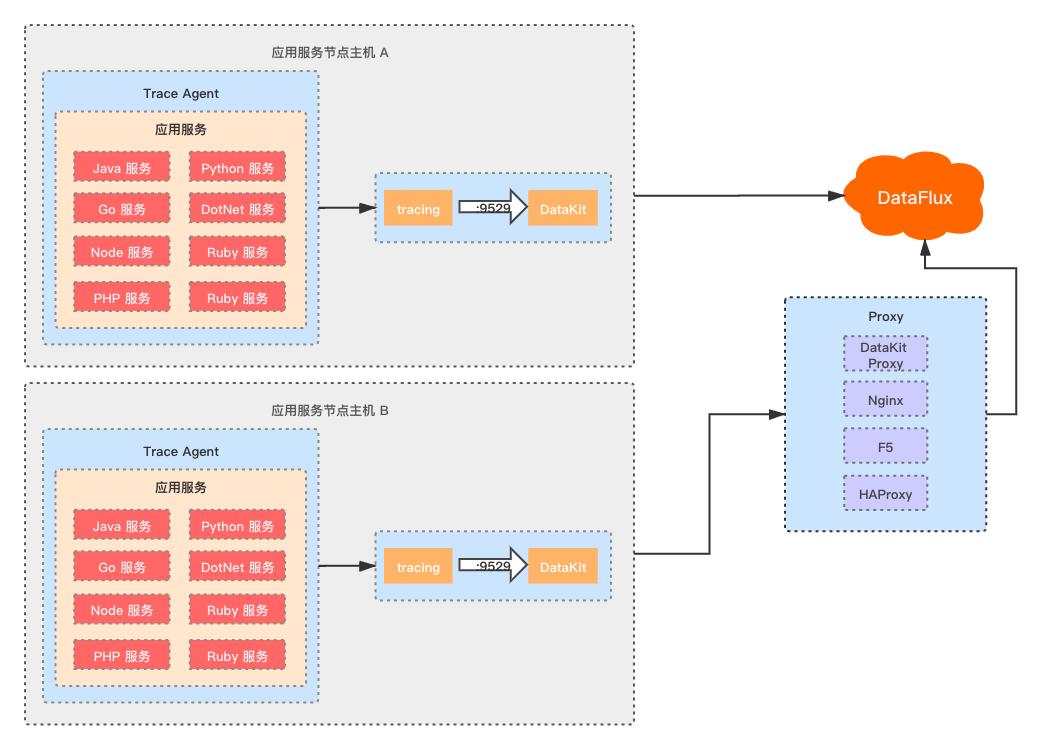 应用服务节点主机 A
Trace Agent
应用服务
Java 服务
Python 服务
Go 服务
DotNet 服务
Node 服务
Ruby 服务
PHP 服务
Ruby 服务
tracing
:9529
DataKit
DataFlux
应用服务节点主机 B
Trace Agent
应用服务
Java 服务
Python 服务
Go 服务
DotNet 服务
Node 服务
Ruby 服务
PHP 服务
Ruby 服务
tracing
:9529
DataKit
Proxy
DataKit
Proxy
Nginx
F5
HAProxy